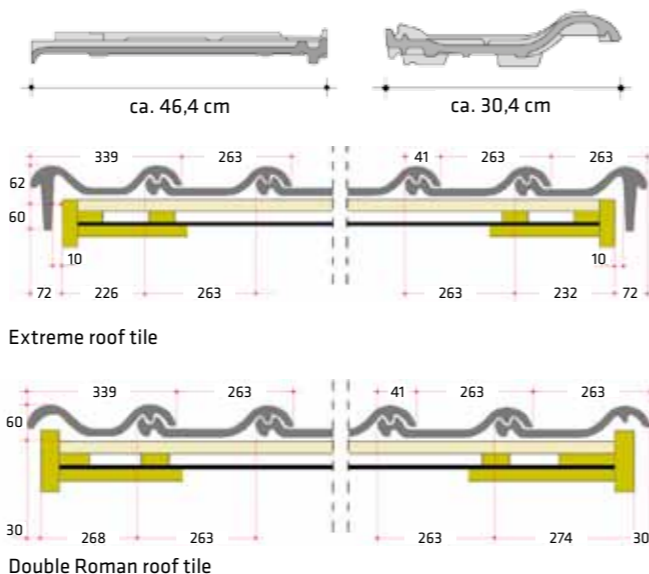 ca. 46,4 cm ca. 30,4 cm
339 263 41 263 263
62
60
10 10
72 226 263 263 232 72
Extreme roof tile
339 263 41 263 263
60
30 268 263 263 274 30
Double Roman roof tile